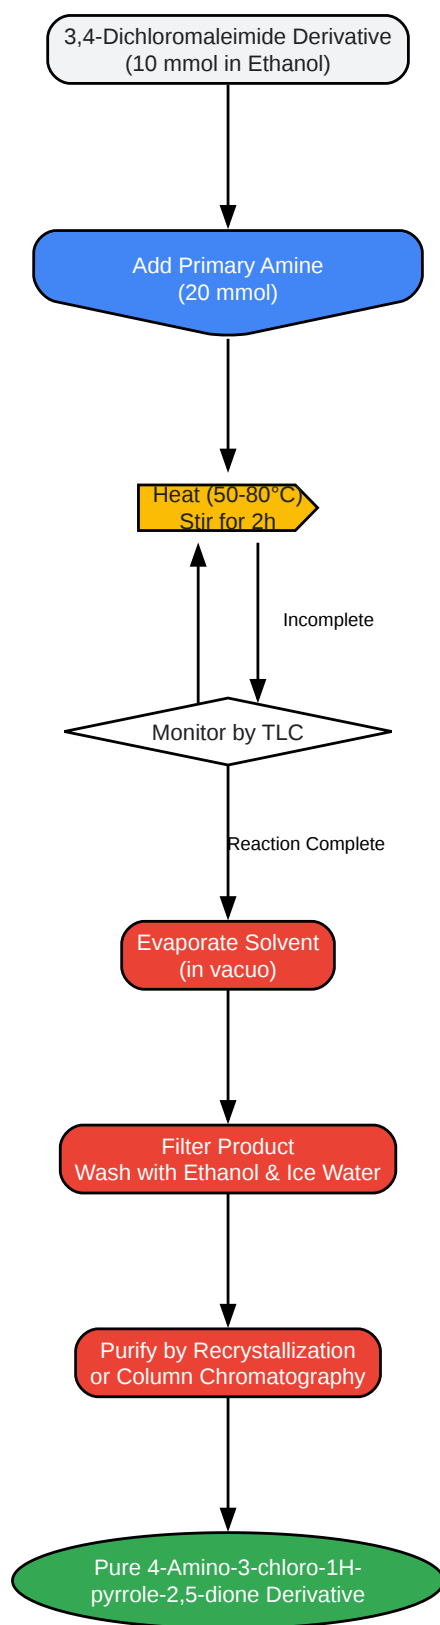 3,4-Dichloromaleimide Derivative
(10 mmol in Ethanol)
Add Primary Amine
(20 mmol)
Heat (50-80°C)
Stir for 2h
Incomplete
Monitor by TLC
Reaction Complete
Evaporate Solvent
(in vacuo)
Filter Product
Wash with Ethanol & Ice Water
Purify by Recrystallization
or Column Chromatography
Pure 4-Amino-3-chloro-1H-
pyrrole-2,5-dione Derivative